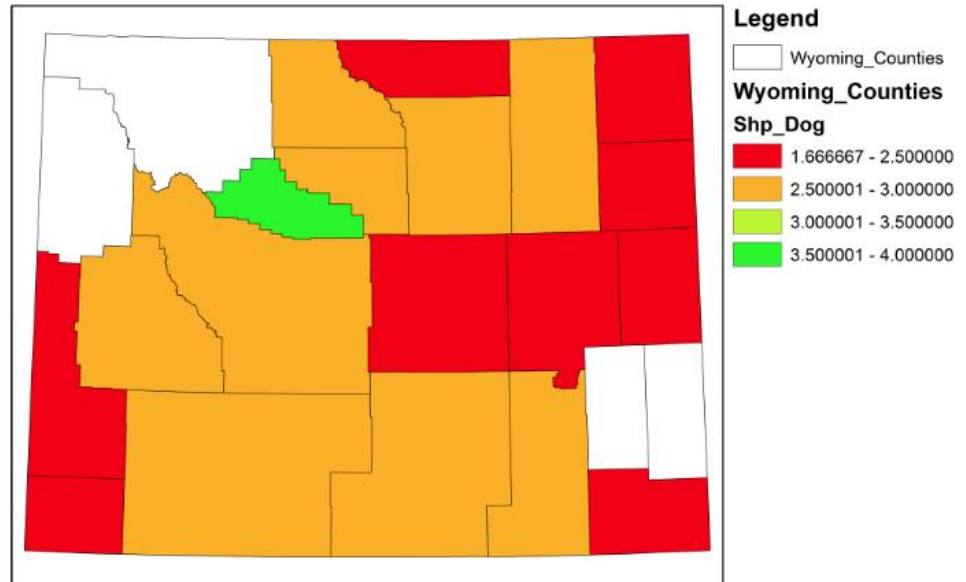 Legend
Wyoming_Counties
Wyoming_Counties
Shp_Dog
1.666667 - 2.500000
2.500001 - 3.000000
3.000001 - 3.500000
3.500001 - 4.000000